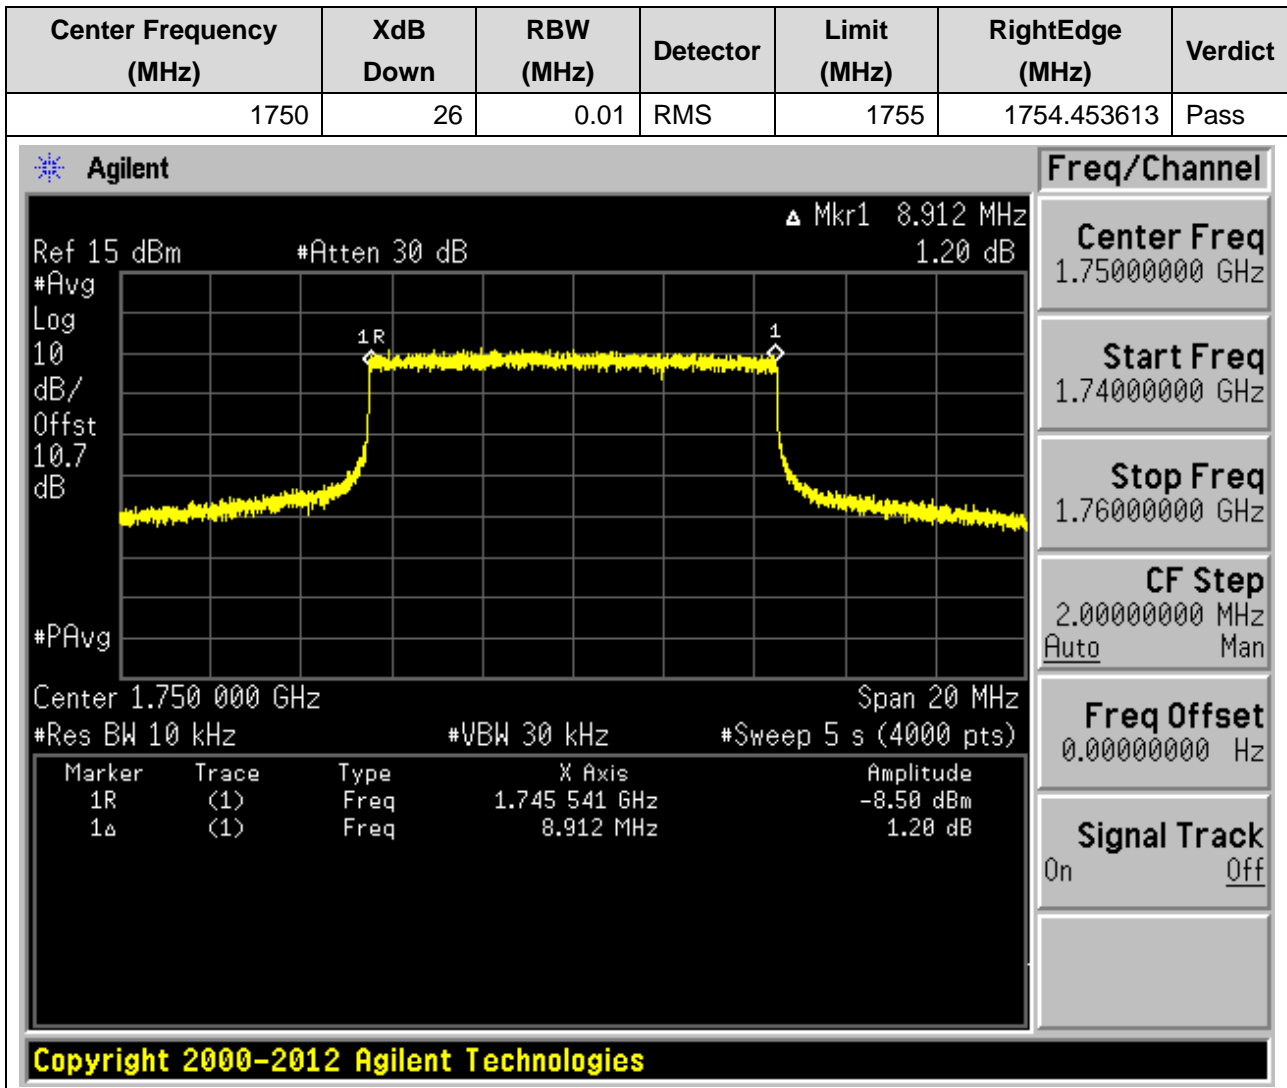 Center Frequency (MHz) XdB Down RBW (MHz) Detector Limit (MHz) RightEdge (MHz) Verdict
1750 26 0.01 RMS 1755 1754.453613 Pass
Agilent
Freq/Channel
Δ Mkr1 8.912 MHz
Ref 15 dBm #Atten 30 dB 1.20 dB
#Avg
Log
10
dB/
Offst
10.7
dB
1R
1
#PAvg
Center 1.750 000 GHz Span 20 MHz
#Res BW 10 kHz #VBW 30 kHz #Sweep 5 s (4000 pts)
Marker Trace Type X Axis Amplitude
1R (1) Freq 1.745 541 GHz -8.50 dBm
1Δ (1) Freq 8.912 MHz 1.20 dB
Center Freq
1.75000000 GHz
Start Freq
1.74000000 GHz
Stop Freq
1.76000000 GHz
CF Step
2.00000000 MHz
Auto Man
Freq Offset
0.00000000 Hz
Signal Track
On Off
Copyright 2000-2012 Agilent Technologies